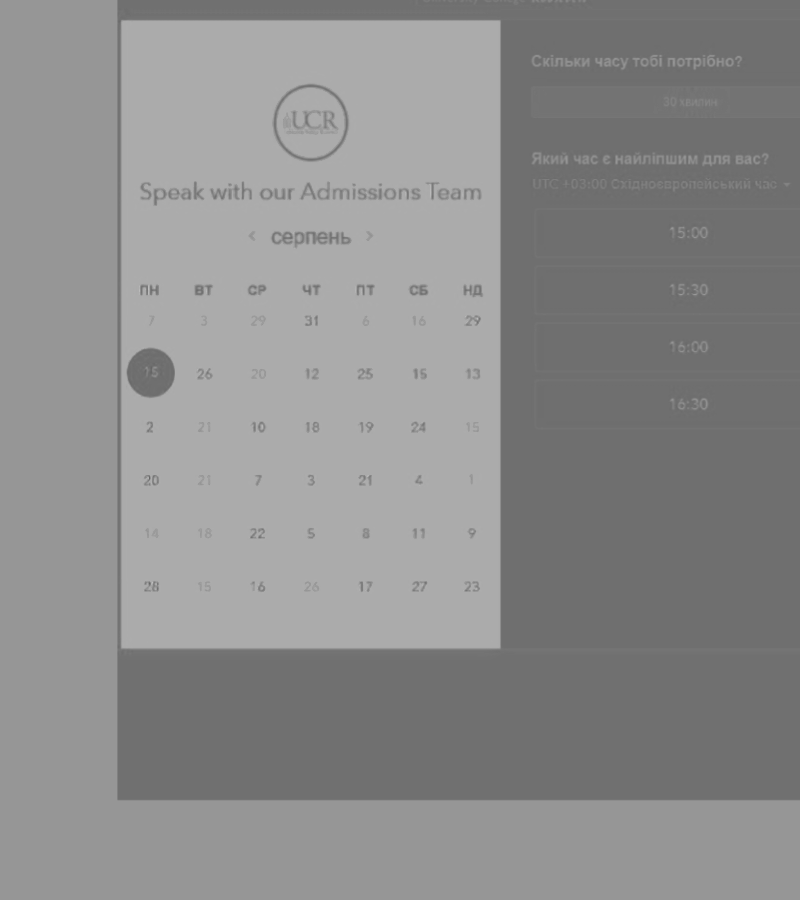 UCR
Speak with our Admissions Team
‹ серпень ›
ПН ВТ СР ЧТ ПТ СБ НД
7 3 29 31 6 16 29
15 26 20 12 25 15 13
2 21 10 18 19 24 15
20 21 7 3 21 4 1
14 18 22 5 8 11 9
28 15 16 26 17 27 23
Скільки часу тобі потрібно?
30 милин
Який час є найліпшим для вас?
UTC +03:00 Східноєвропейський час
15:00
15:30
16:00
16:30